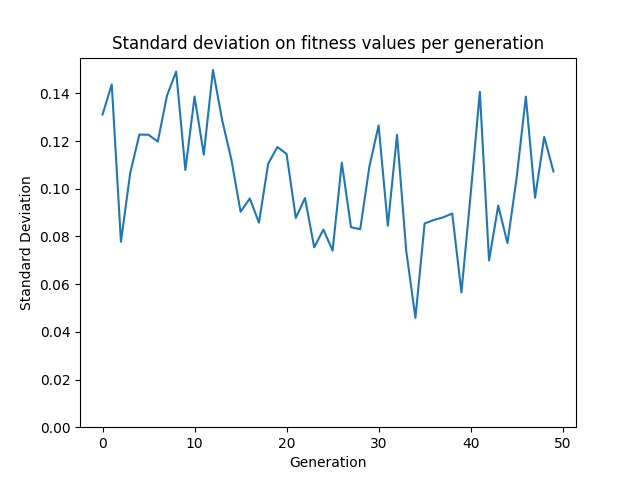 Standard deviation on fitness values per generation
0.14
0.12
0.10
0.08
0.06
0.04
0.02
0.00
Standard Deviation
0 10 20 30 40 50
Generation